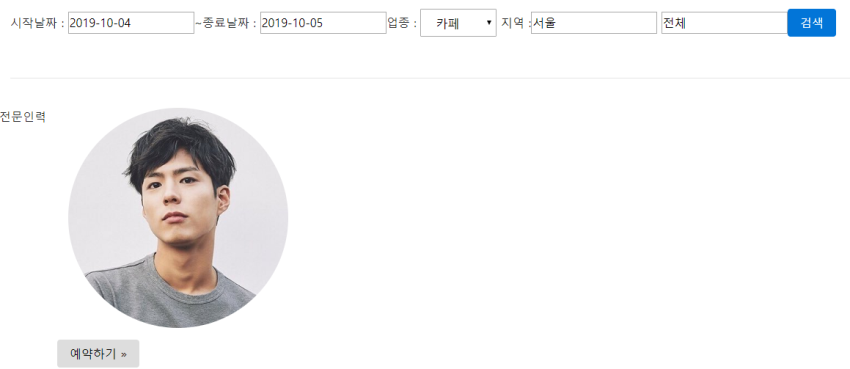 시작날짜 : 2019-10-04 ~종료날짜 : 2019-10-05 업종 : 카페 지역 : 서울 전체 검색
전문인력
예약하기 »